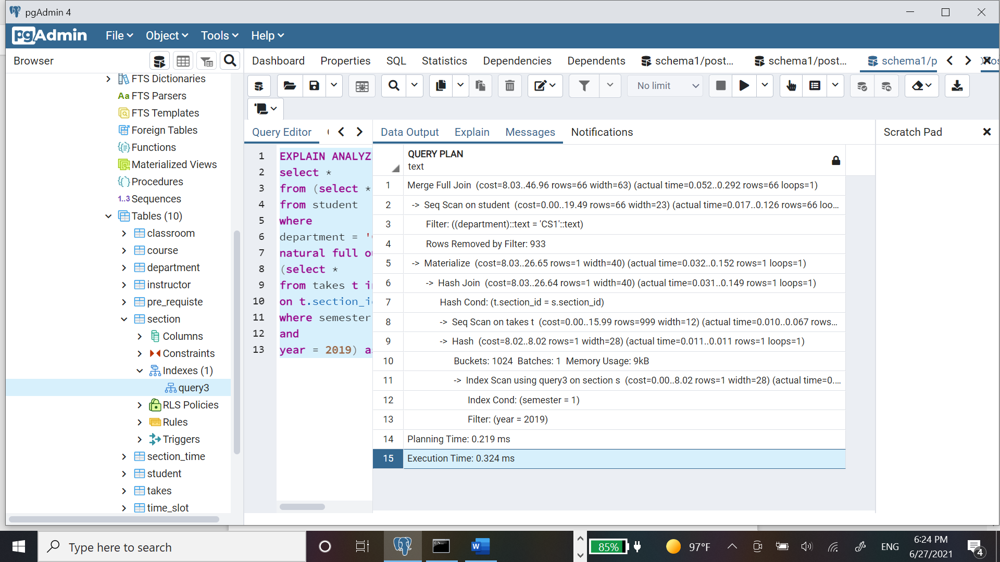 pgAdmin 4
pgAdmin File Object Tools Help
Browser
Dashboard Properties SQL Statistics Dependencies Dependents schema1/post... schema1/post... schema1/p
FTS Dictionaries
Aa FTS Parsers
FTS Templates
Foreign Tables
Functions
Materialized Views
Procedures
1..3 Sequences
Tables (10)
classroom
course
department
instructor
pre_requiste
section
Columns
Constraints
Indexes (1)
query3
RLS Policies
Rules
Triggers
section_time
student
takes
time_slot
No limit
Query Editor
Data Output Explain Messages Notifications
Scratch Pad
1 EXPLAIN ANALYZ
2 select *
3 from (select *
4 from student
5 where
6 department = '
7 natural full o
8 (select *
9 from takes t i
10 on t.section_i
11 where semester
12 and
13 year = 2019) a
QUERY PLAN
text
1 Merge Full Join (cost=8.03..46.96 rows=66 width=63) (actual time=0.052..0.292 rows=66 loops=1)
2 -> Seq Scan on student (cost=0.00..19.49 rows=66 width=23) (actual time=0.017..0.126 rows=66 loo...
3 Filter: ((department)::text = 'CS1'::text)
4 Rows Removed by Filter: 933
5 -> Materialize (cost=8.03..26.65 rows=1 width=40) (actual time=0.032..0.152 rows=1 loops=1)
6 -> Hash Join (cost=8.03..26.64 rows=1 width=40) (actual time=0.031..0.149 rows=1 loops=1)
7 Hash Cond: (t.section_id = s.section_id)
8 -> Seq Scan on takes t (cost=0.00..15.99 rows=999 width=12) (actual time=0.010..0.067 rows...
9 -> Hash (cost=8.02..8.02 rows=1 width=28) (actual time=0.011..0.011 rows=1 loops=1)
10 Buckets: 1024 Batches: 1 Memory Usage: 9kB
11 -> Index Scan using query3 on section s (cost=0.00..8.02 rows=1 width=28) (actual time=0....
12 Index Cond: (semester = 1)
13 Filter: (year = 2019)
14 Planning Time: 0.219 ms
15 Execution Time: 0.324 ms
Type here to search
85%
97°F
ENG
6:24 PM
6/27/2021
4